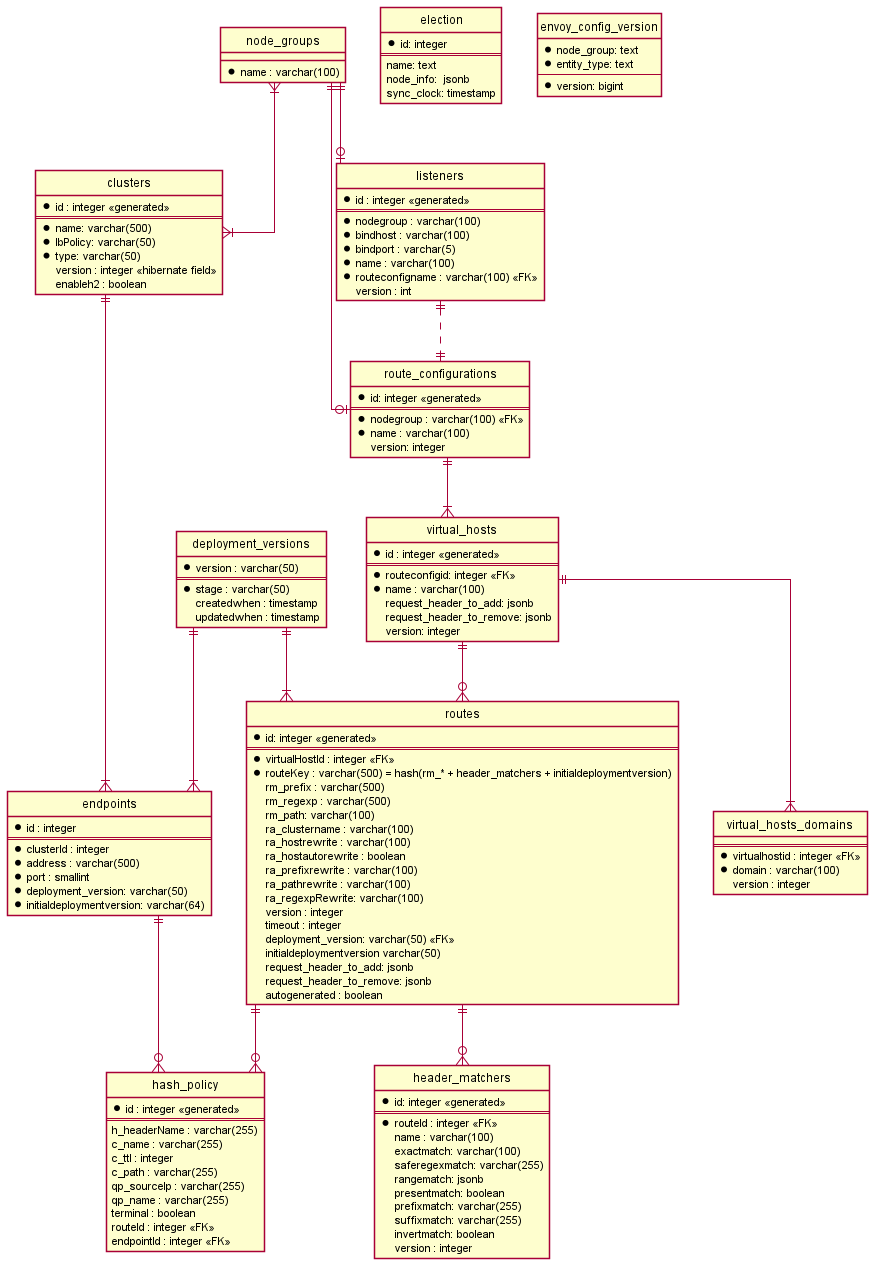 node_groups
name : varchar(100)
election
id: integer
name: text
node_info:  jsonb
sync_clock: timestamp
envoy_config_version
node_group: text
entity_type: text
version: bigint
clusters
id : integer «generated»
name: varchar(500)
lbPolicy: varchar(50)
type: varchar(50)
version : integer «hibernate field»
enableh2 : boolean
listeners
id : integer «generated»
nodegroup : varchar(100)
bindhost : varchar(100)
bindport : varchar(5)
name : varchar(100)
routeconfigname : varchar(100) «FK»
version : int
route_configurations
id: integer «generated»
nodegroup : varchar(100) «FK»
name : varchar(100)
version: integer
virtual_hosts
id : integer «generated»
routeconfigid: integer «FK»
name : varchar(100)
request_header_to_add: jsonb
request_header_to_remove: jsonb
version: integer
deployment_versions
version : varchar(50)
stage : varchar(50)
createdwhen : timestamp
updatedwhen : timestamp
routes
id: integer «generated»
virtualHostId : integer «FK»
routeKey : varchar(500) = hash(rm_* + header_matchers + initialdeploymentversion)
rm_prefix : varchar(500)
rm_regexp : varchar(500)
rm_path: varchar(100)
ra_clustername : varchar(100)
ra_hostrewrite : varchar(100)
ra_hostautorewrite : boolean
ra_prefixrewrite : varchar(100)
ra_pathrewrite : varchar(100)
ra_regexpRewrite: varchar(100)
version : integer
timeout : integer
deployment_version: varchar(50) «FK»
initialdeploymentversion varchar(50)
request_header_to_add: jsonb
request_header_to_remove: jsonb
autogenerated : boolean
endpoints
id : integer
clusterId : integer
address : varchar(500)
port : smallint
deployment_version: varchar(50)
initialdeploymentversion: varchar(64)
virtual_hosts_domains
virtualhostid : integer «FK»
domain : varchar(100)
version : integer
hash_policy
id : integer «generated»
h_headerName : varchar(255)
c_name : varchar(255)
c_ttl : integer
c_path : varchar(255)
qp_sourceIp : varchar(255)
qp_name : varchar(255)
terminal : boolean
routeId : integer «FK»
endpointId : integer «FK»
header_matchers
id: integer «generated»
routeId : integer «FK»
name : varchar(100)
exactmatch: varchar(100)
saferegexmatch: varchar(255)
rangematch: jsonb
presentmatch: boolean
prefixmatch: varchar(255)
suffixmatch: varchar(255)
invertmatch: boolean
version : integer